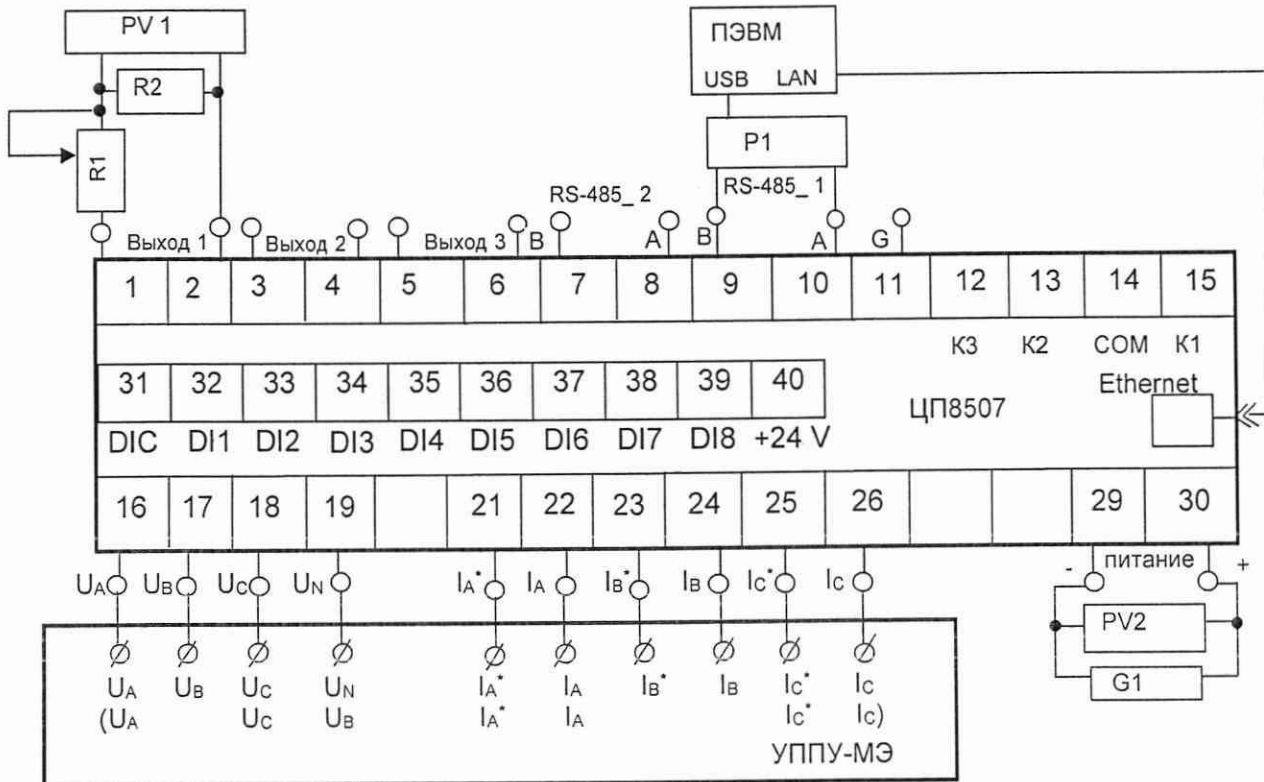 PV 1
ПЭВМ
R2
USB LAN
P1
R1
RS-485_ 2
RS-485_ 1
Выход 1 Выход 2 Выход 3 B A B A G
1 2 3 4 5 6 7 8 9 10 11 12 13 14 15
К3 К2 COM К1
31 32 33 34 35 36 37 38 39 40
Ethernet
ЦП8507
DIC DI1 DI2 DI3 DI4 DI5 DI6 DI7 DI8 +24 V
16 17 18 19 21 22 23 24 25 26 29 30
- питание +
UA UB UC UN IA* IA IB* IB IC* IC
PV2
UA UB UC UN IA* IA IB* IB IC* IC
G1
(UA UC UB IA* IA IC* IC)
УППУ-МЭ